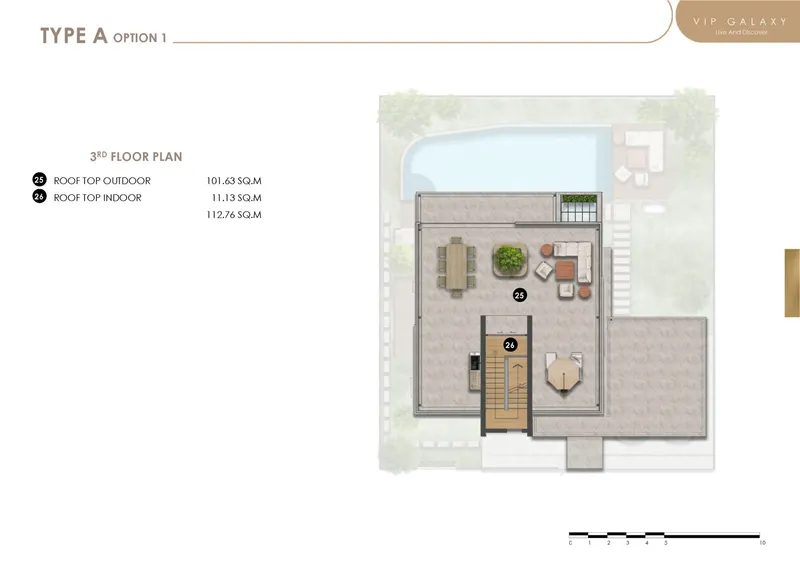 VIP GALAXY
Live And Discover
TYPE A OPTION 1
3RD FLOOR PLAN
25 ROOF TOP OUTDOOR 101.63 SQ.M
26 ROOF TOP INDOOR 11.13 SQ.M
112.76 SQ.M
25
26
0 1 2 3 4 5 10